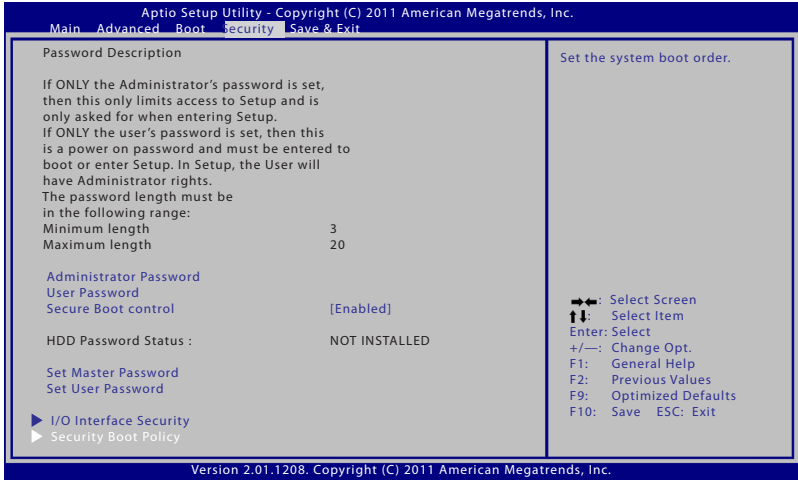 Aptio Setup Utility - Copyright (C) 2011 American Megatrends, Inc.
Main Advanced Boot Security Save & Exit
Password Description
If ONLY the Administrator’s password is set,
then this only limits access to Setup and is
only asked for when entering Setup.
If ONLY the user’s password is set, then this
is a power on password and must be entered to
boot or enter Setup. In Setup, the User will
have Administrator rights.
The password length must be
in the following range:
Minimum length 3
Maximum length 20
Administrator Password
User Password
Secure Boot control [Enabled]
HDD Password Status : NOT INSTALLED
Set Master Password
Set User Password
I/O Interface Security
Security Boot Policy
Set the system boot order.
→←: Select Screen
↑↓: Select Item
Enter: Select
+/—: Change Opt.
F1: General Help
F2: Previous Values
F9: Optimized Defaults
F10: Save ESC: Exit
Version 2.01.1208. Copyright (C) 2011 American Megatrends, Inc.